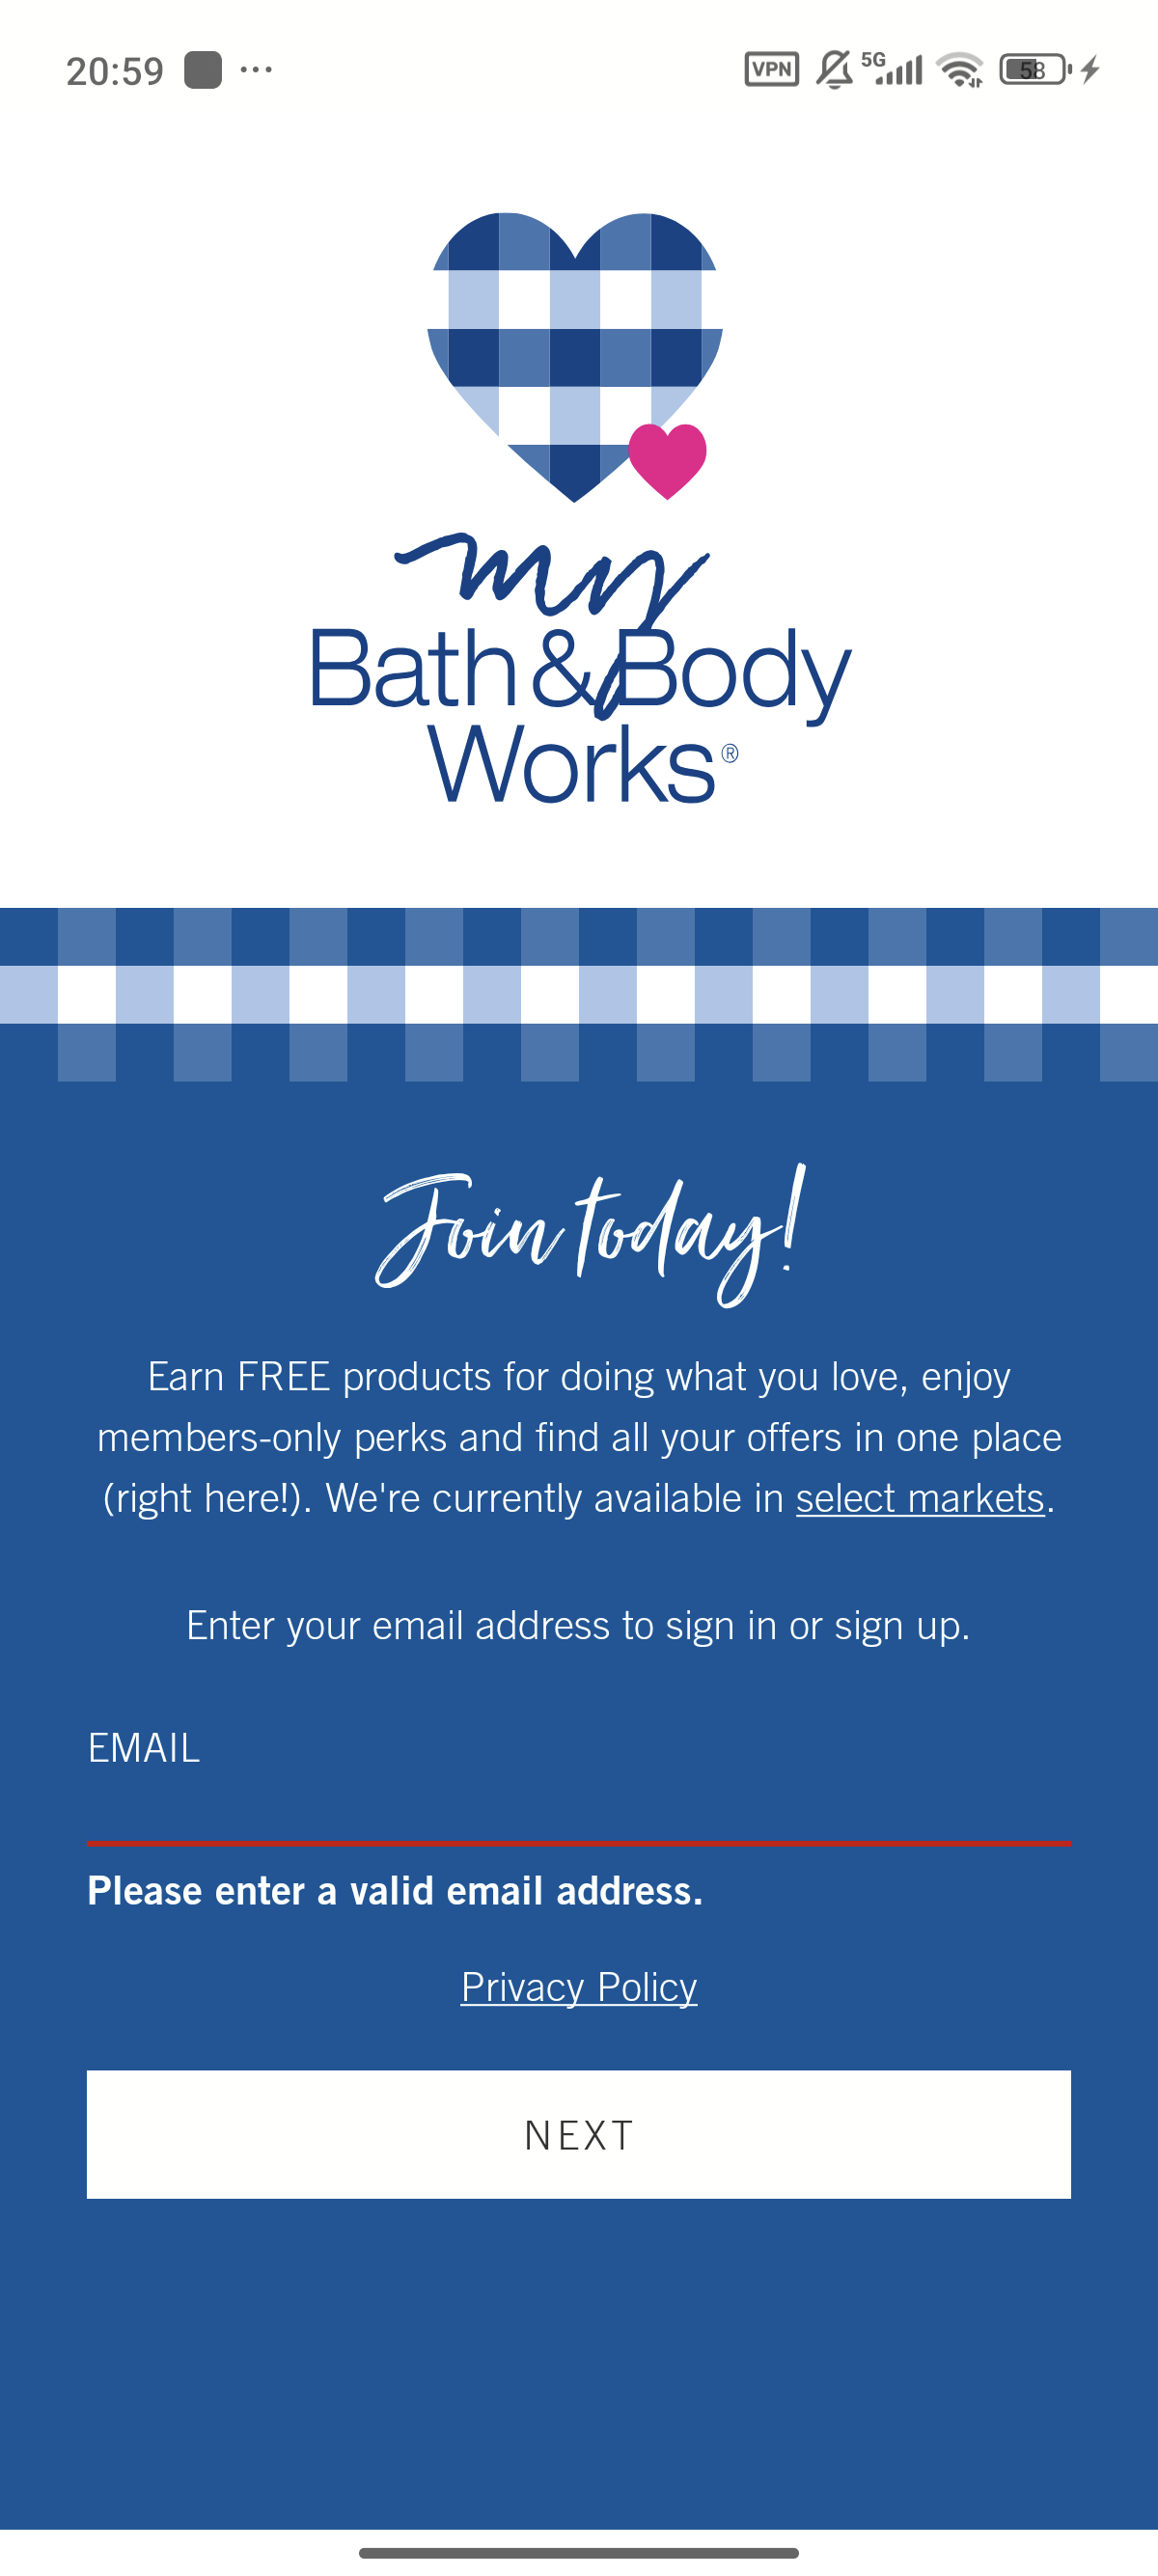 20:59
VPN
5G
58
my
Bath & Body
Works®
Join today!
Earn FREE products for doing what you love, enjoy
members-only perks and find all your offers in one place
(right here!). We're currently available in select markets.
Enter your email address to sign in or sign up.
EMAIL
Please enter a valid email address.
Privacy Policy
NEXT